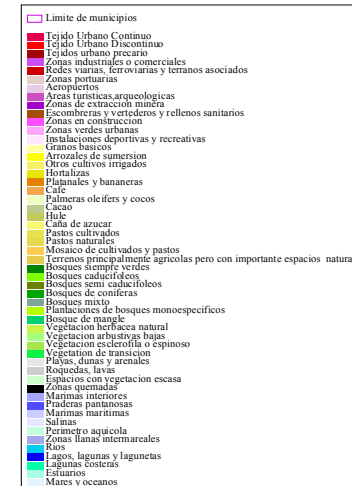 Limite de municipios
Tejido Urbano Continuo
Tejido Urbano Discontinuo
Tejidos urbano precario
Zonas industriales o comerciales
Redes viarias, ferroviarias y terranos asociados
Zonas portuarias
Aeropuertos
Areas turisticas,arqueologicas
Zonas de extracción minera
Escombreras y vertederos y rellenos sanitarios
Zonas en construccion
Zonas verdes urbanas
Instalaciones deportivas y recreativas
Granos basicos
Arrozales de sumersion
Otros cultivos irrigados
Hortalizas
Platanales y bananeras
Café
Palmeras oleifers y cocos
Cacao
Hule
Caña de azucar
Pastos cultivados
Pastos naturales
Mosaico de cultivados y pastos
Terrenos principalmente agricolas pero con importante espacios natura
Bosques siempre verdes
Bosques caducifoleos
Bosques semi caducifoleos
Bosques de coniferas
Bosques mixto
Plantaciones de bosques monoespecificos
Bosque de mangle
Vegetacion herbacea natural
Vegetacion arbustivas bajas
Vegetacion esclerofila o espinoso
Vegetation de transicion
Playas, dunas y arenales
Roquedas, lavas
Espacios con vegetacion escasa
Zonas quemadas
Marimas interiores
Praderas pantanosas
Marimas maritimas
Salinas
Perimetro aquicola
Zonas llanas intermareales
Rios
Lagos, lagunas y lagunetas
Lagunas costeras
Estuarios
Mares y oceanos